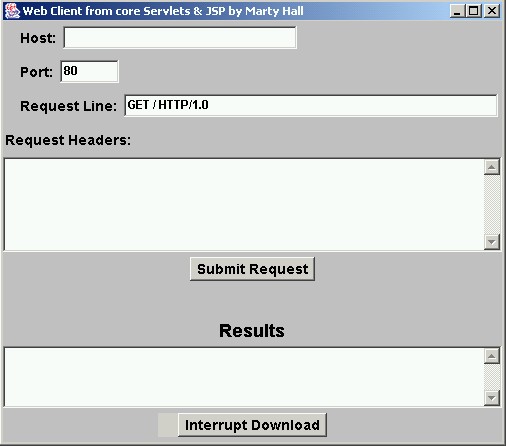 Web Client from core Servlets & JSP by Marty Hall
Host:
Port: 80
Request Line: GET / HTTP/1.0
Request Headers:
Submit Request
Results
Interrupt Download